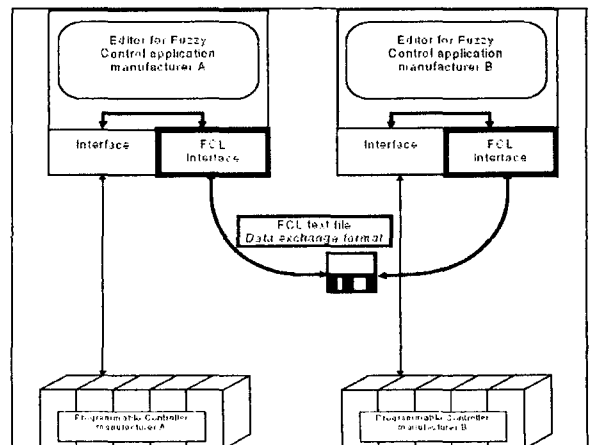 Editor for Fuzzy
Control application
manufacturer A
Editor for Fuzzy
Control application
manufacturer B
Interface
FCL
Interface
Interface
FCL
Interface
FCL text file
Data exchange format
Programmable Controller
manufacturer A
Programmable Controller
manufacturer B